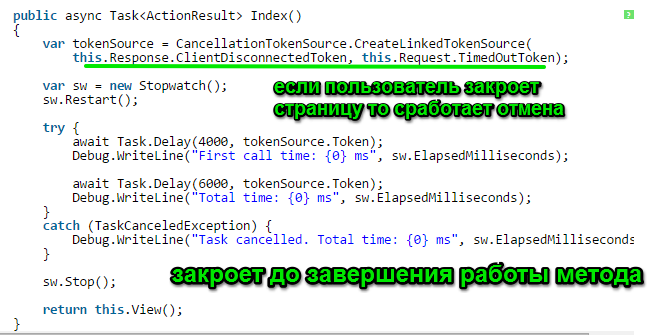 public async Task<ActionResult> Index()
{
var tokenSource = CancellationTokenSource.CreateLinkedTokenSource(
this.Response.ClientDisconnectedToken, this.Request.TimedOutToken);
если пользователь закроет
страницу то сработает отмена
var sw = new Stopwatch();
sw.Restart();
try {
await Task.Delay(4000, tokenSource.Token);
Debug.WriteLine("First call time: {0} ms", sw.ElapsedMilliseconds);
await Task.Delay(6000, tokenSource.Token);
Debug.WriteLine("Total time: {0} ms", sw.ElapsedMilliseconds);
}
catch (TaskCanceledException) {
Debug.WriteLine("Task cancelled. Total time: {0} ms", sw.ElapsedMilliseconds
}
закроет до завершения работы метода
sw.Stop();
return this.View();
}